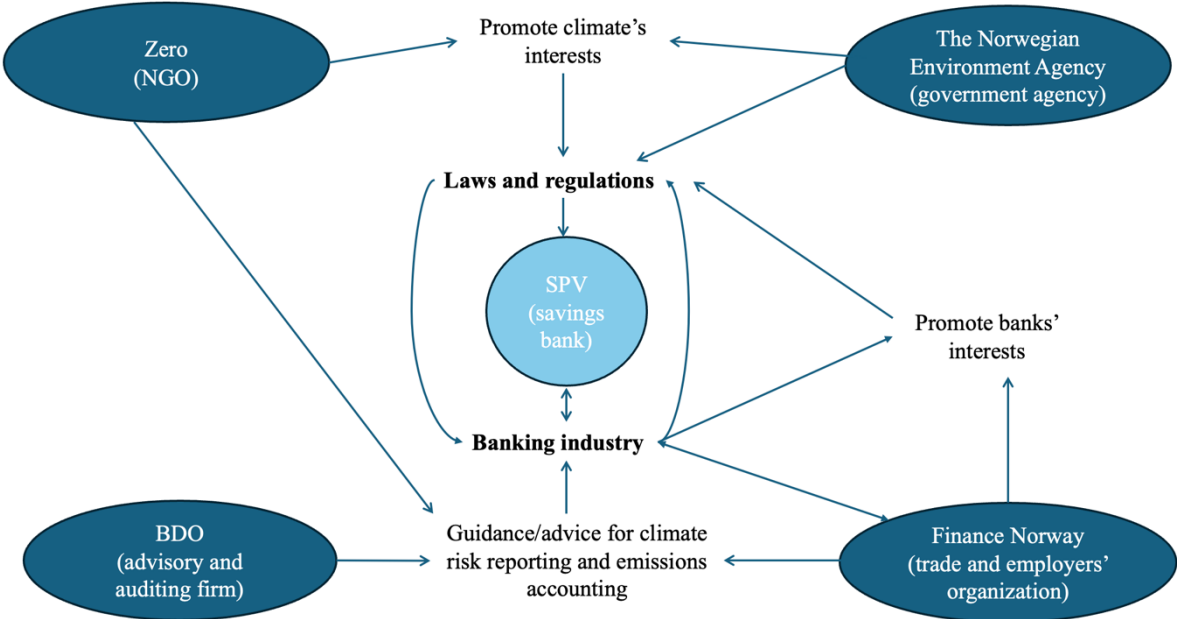 Zero
(NGO)
Promote climate's
interests
The Norwegian
Environment Agency
(government agency)
Laws and regulations
SPV
(savings
bank)
Promote banks'
interests
Banking industry
BDO
(advisory and
auditing firm)
Guidance/advice for climate
risk reporting and emissions
accounting
Finance Norway
(trade and employers'
organization)